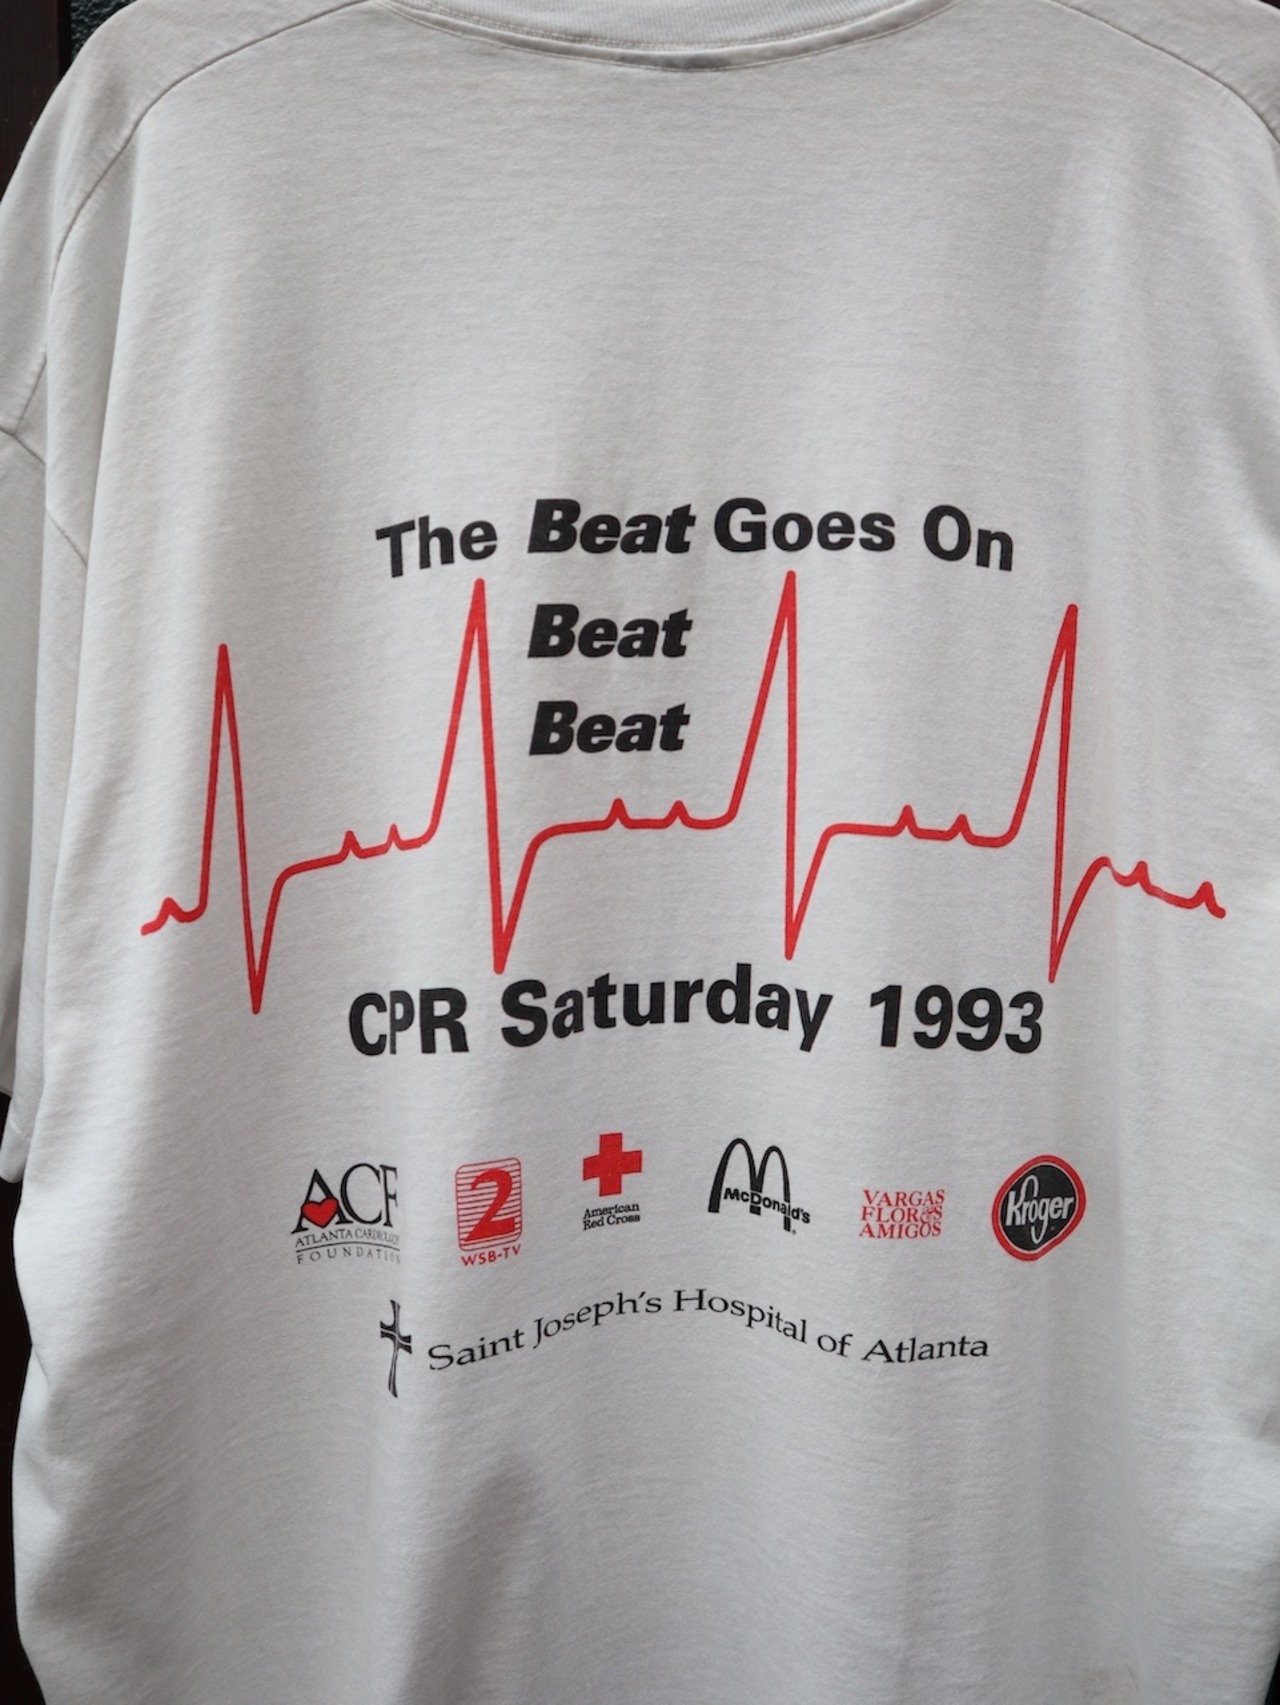 The Beat Goes On
Beat
Beat
CPR Saturday 1993
ACF
ATLANTA CARDIOLOGY
FOUNDATION
2
WSB-TV
American
Red Cross
McDonald's
VARGAS
FLORES &
AMIGOS
Kroger
Saint Joseph's Hospital of Atlanta